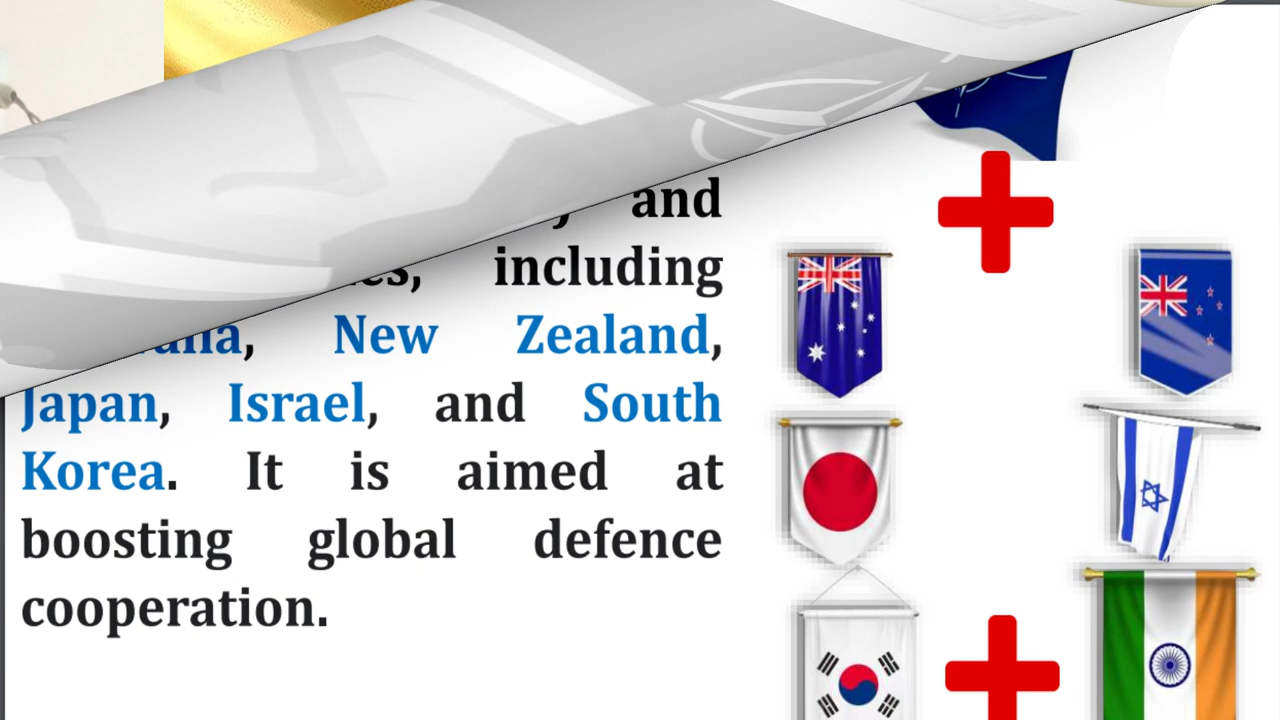 and
including
New Zealand,
Japan, Israel, and South
Korea. It is aimed at
boosting global defence
cooperation.